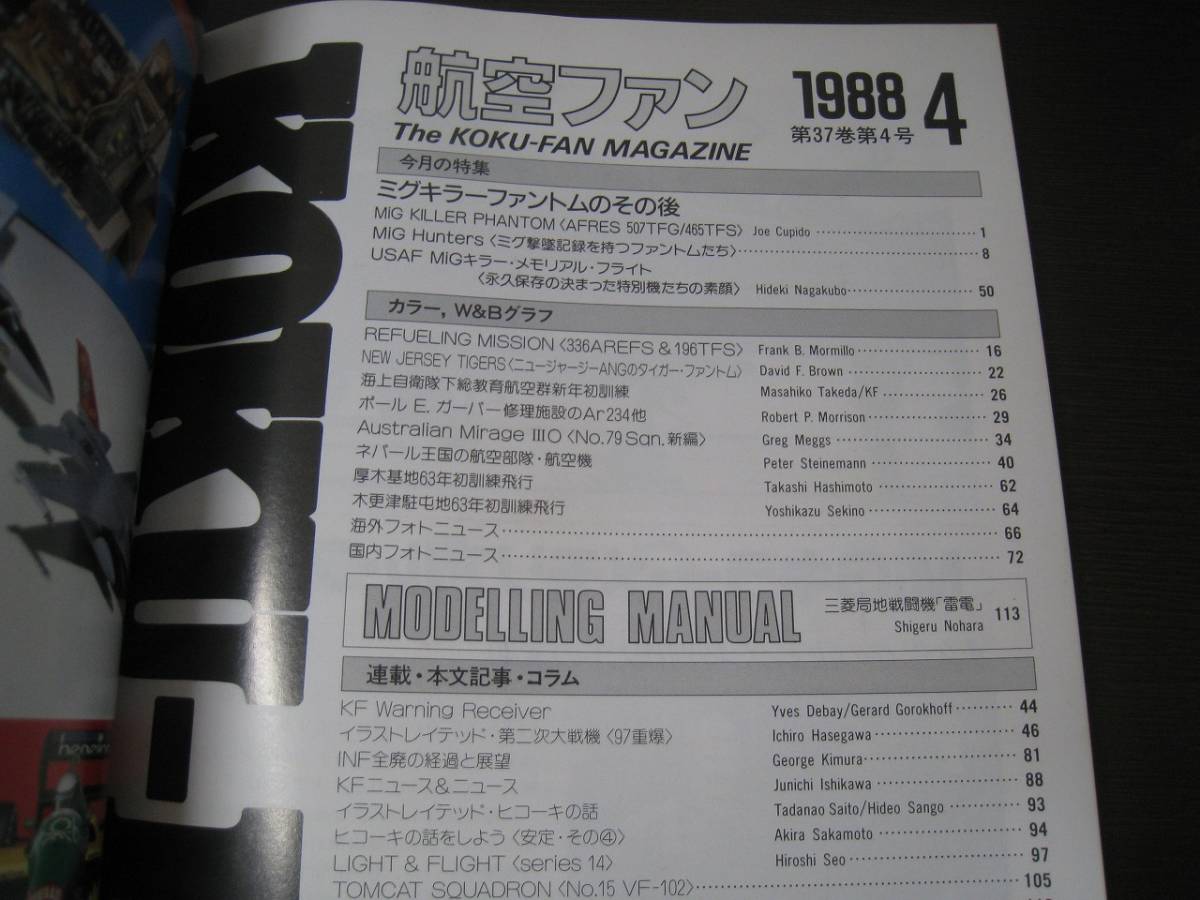 KOKU-F
航空ファン
The KOKU-FAN MAGAZINE
1988 4
第37巻第4号
今月の特集
ミグキラーファントムのその後
MiG KILLER PHANTOM〈AFRES 507TFG/465TFS〉 Joe Cupido 1
MiG Hunters〈ミグ撃墜記録を持つファントムたち〉 8
USAF MiGキラー・メモリアル・フライト
〈永久保存の決まった特別機たちの素顔〉 Hideki Nagakubo 50
カラー, W&Bグラフ
REFUELING MISSION〈336AREFS & 196TFS〉 Frank B. Mormillo 16
NEW JERSEY TIGERS〈ニュージャージーANGのタイガー・ファントム〉 David F. Brown 22
海上自衛隊下総教育航空群新年初訓練 Masahiko Takeda/KF 26
ポール E. ガーバー修理施設のAr234他 Robert P. Morrison 29
Australian Mirage ⅢO〈No.79 Sqn. 新編〉 Greg Meggs 34
ネパール王国の航空部隊・航空機 Peter Steinemann 40
厚木基地63年初訓練飛行 Takashi Hashimoto 62
木更津駐屯地63年初訓練飛行 Yoshikazu Sekino 64
海外フォトニュース 66
国内フォトニュース 72
MODELLING MANUAL 三菱局地戦闘機「雷電」 Shigeru Nohara 113
連載・本文記事・コラム
KF Warning Receiver Yves Debay/Gerard Gorokhoff 44
イラストレイテッド・第二次大戦機〈97重爆〉 Ichiro Hasegawa 46
INF全廃の経過と展望 George Kimura 81
KFニュース&ニュース Junichi Ishikawa 88
イラストレイテッド・ヒコーキの話 Tadanao Saito/Hideo Sango 93
ヒコーキの話をしよう〈安定・その④〉 Akira Sakamoto 94
LIGHT & FLIGHT〈series 14〉 Hiroshi Seo 97
TOMCAT SQUADRON〈No.15 VF-102〉 105